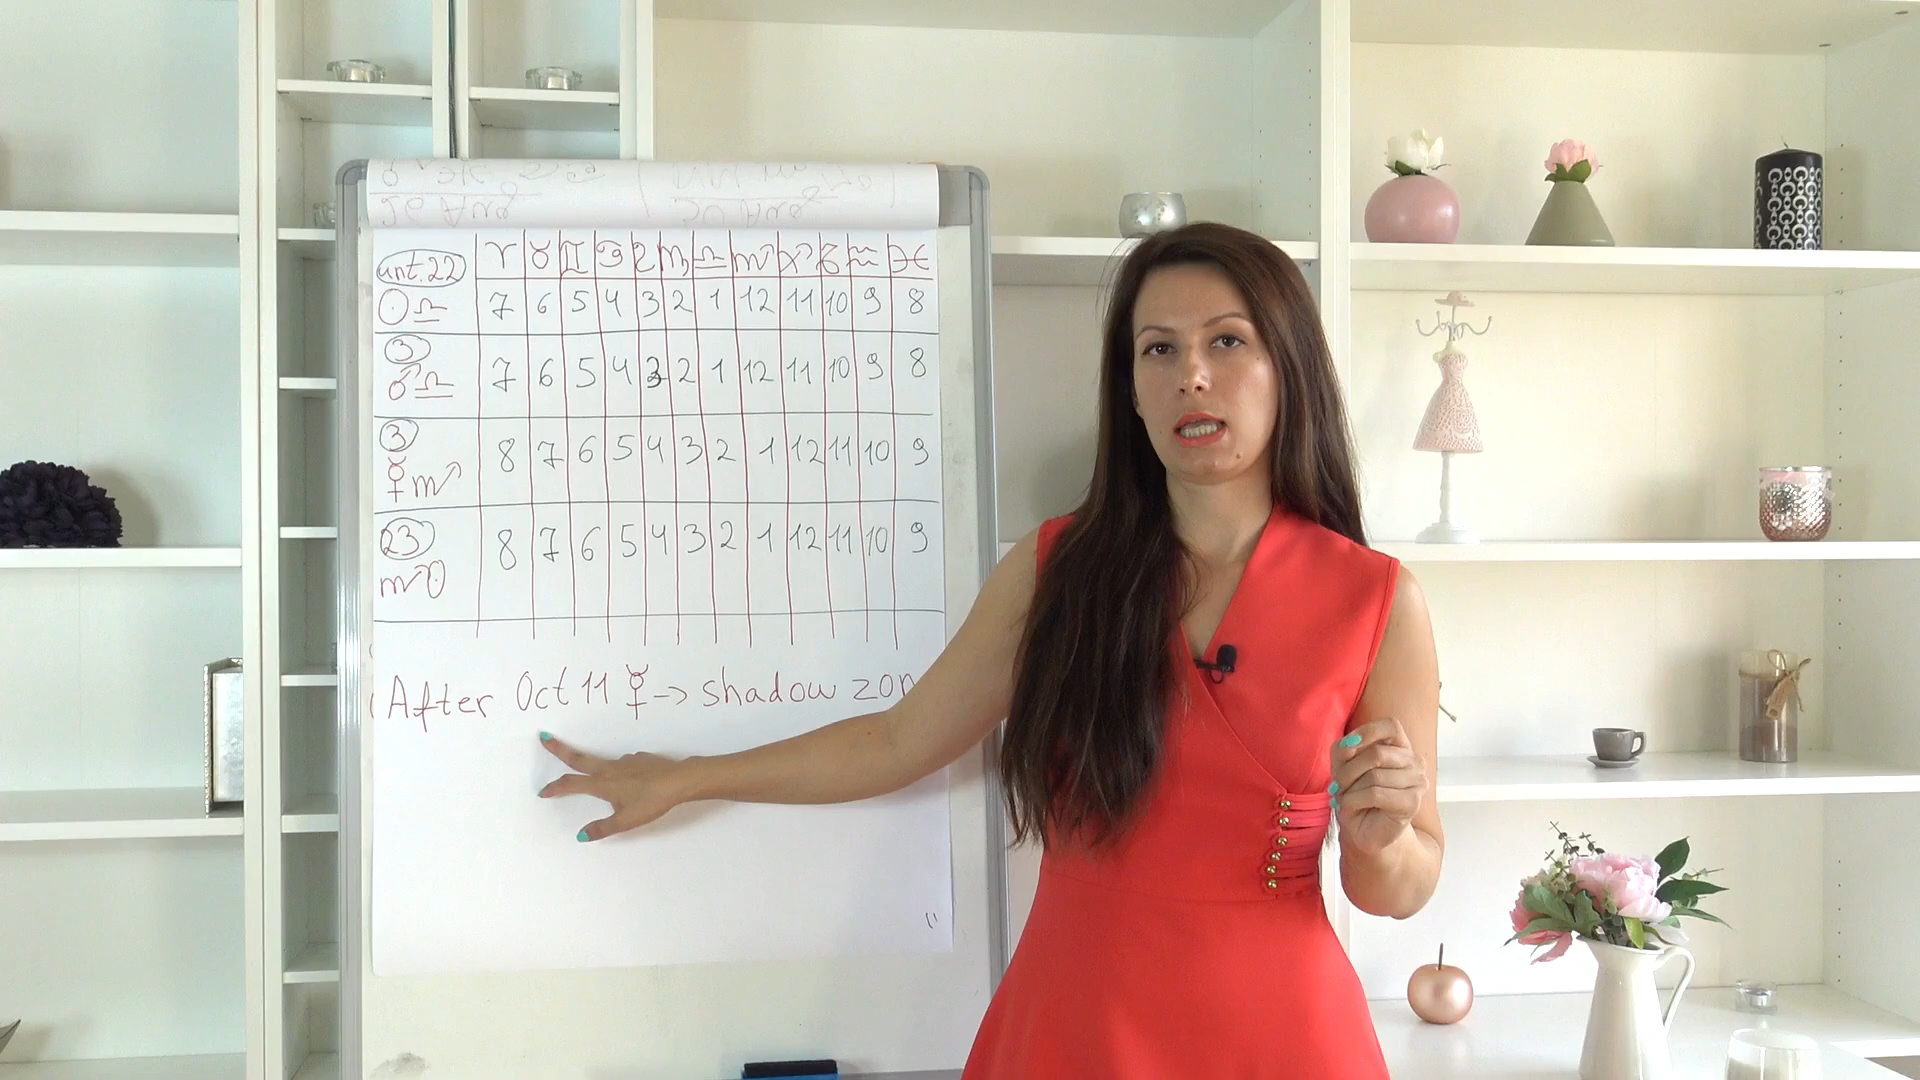 unt.22 ♈ ♉ ♊ ♋ ♌ ♍ ♎ ♏ ♐ ♑ ♒ ♓
☉ ♎ 7 6 5 4 3 2 1 12 11 10 9 8
3 ♂ ♎ 7 6 5 4 3 2 1 12 11 10 9 8
3 ☿ ♏ 8 7 6 5 4 3 2 1 12 11 10 9
23 ♏ ☉ 8 7 6 5 4 3 2 1 12 11 10 9
After Oct 11 ☿ → shadow zon